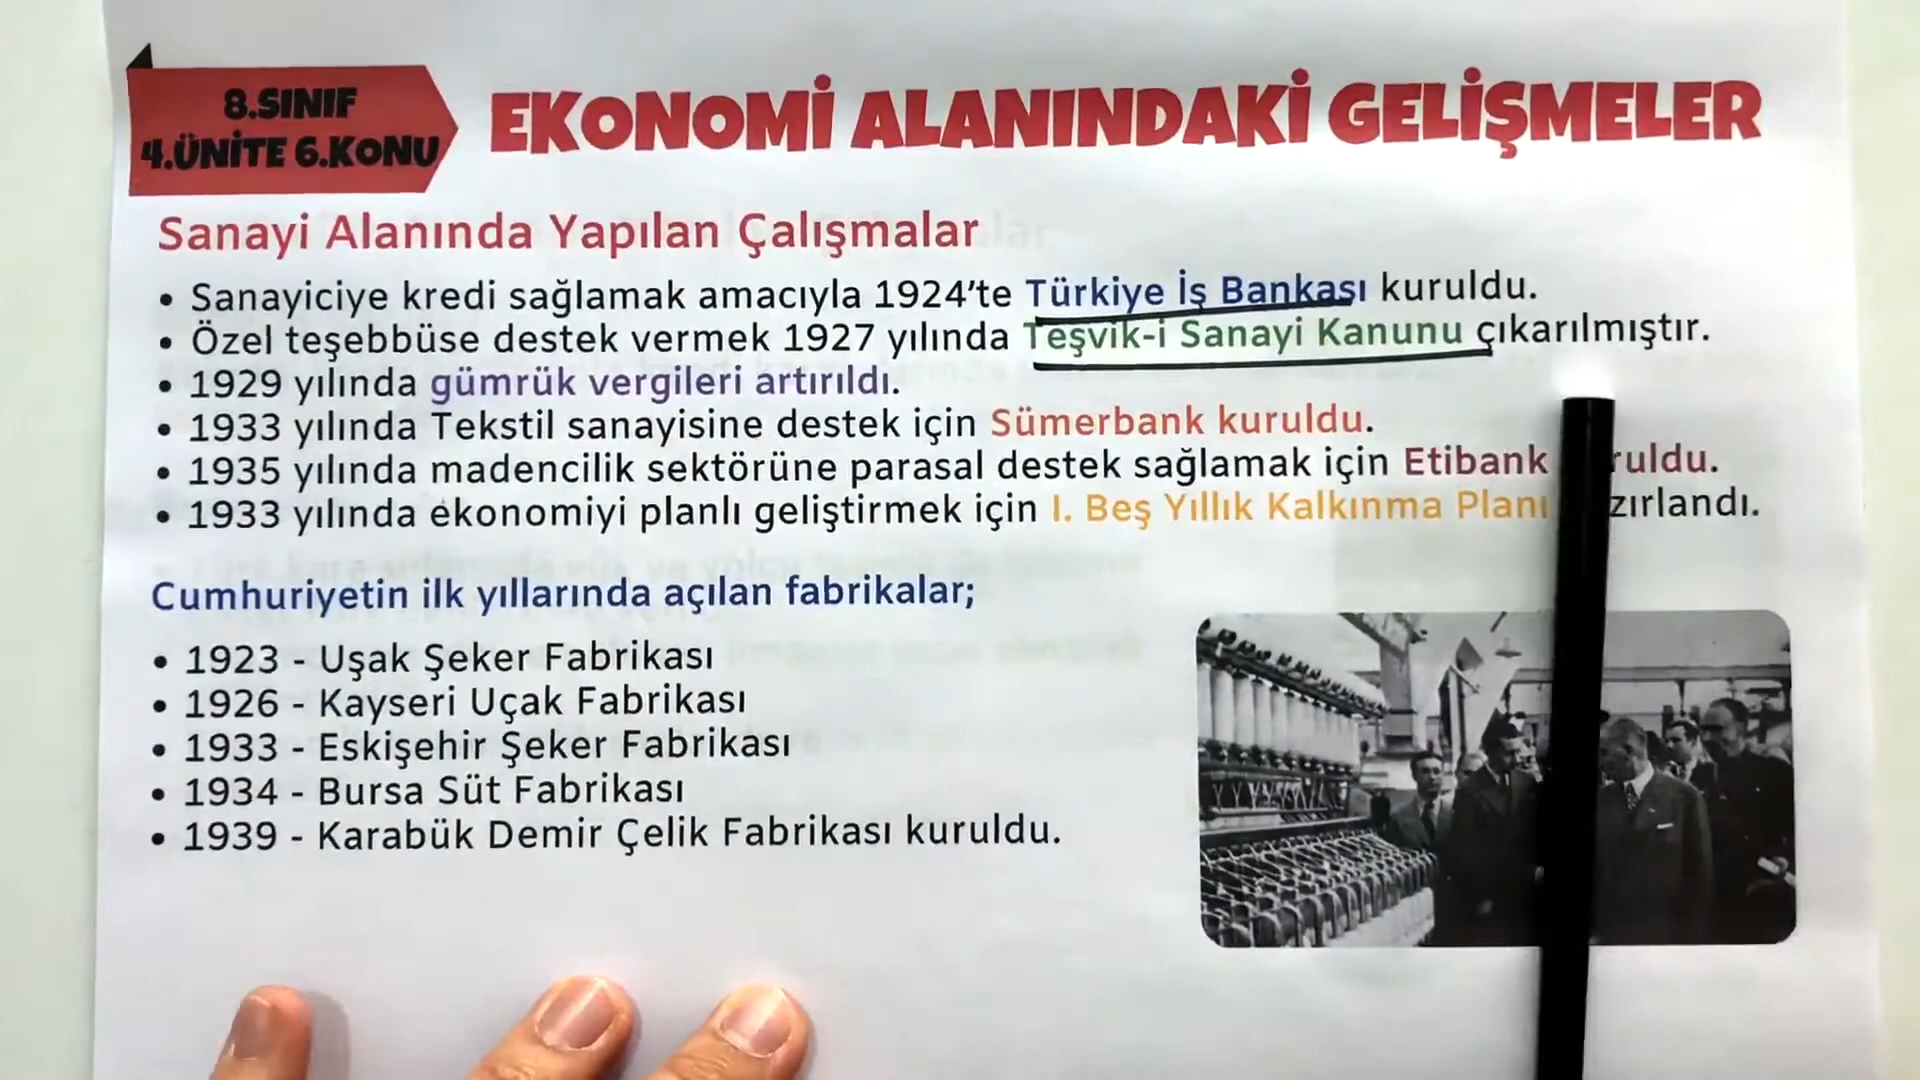 8.SINIF
4.ÜNİTE 6.KONU
EKONOMİ ALANINDAKİ GELİŞMELER
Sanayi Alanında Yapılan Çalışmalar
• Sanayiciye kredi sağlamak amacıyla 1924'te Türkiye İş Bankası kuruldu.
• Özel teşebbüse destek vermek 1927 yılında Teşvik-i Sanayi Kanunu çıkarılmıştır.
• 1929 yılında gümrük vergileri artırıldı.
• 1933 yılında Tekstil sanayisine destek için Sümerbank kuruldu.
• 1935 yılında madencilik sektörüne parasal destek sağlamak için Etibank ruldu.
• 1933 yılında ekonomiyi planlı geliştirmek için I. Beş Yıllık Kalkınma Planı zırlandı.
Cumhuriyetin ilk yıllarında açılan fabrikalar;
• 1923 - Uşak Şeker Fabrikası
• 1926 - Kayseri Uçak Fabrikası
• 1933 - Eskişehir Şeker Fabrikası
• 1934 - Bursa Süt Fabrikası
• 1939 - Karabük Demir Çelik Fabrikası kuruldu.